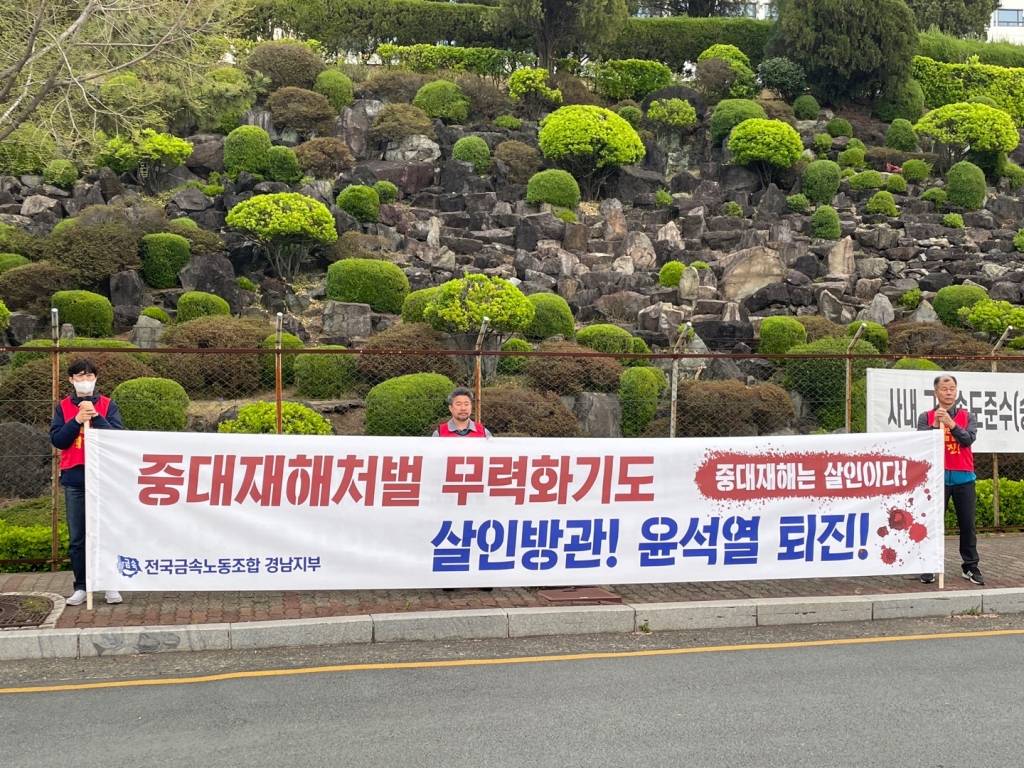 중대재해처벌 무력화기도
중대재해는 살인이다!
살인방관! 윤석열 퇴진!
금속
전국금속노동조합 경남지부
사내